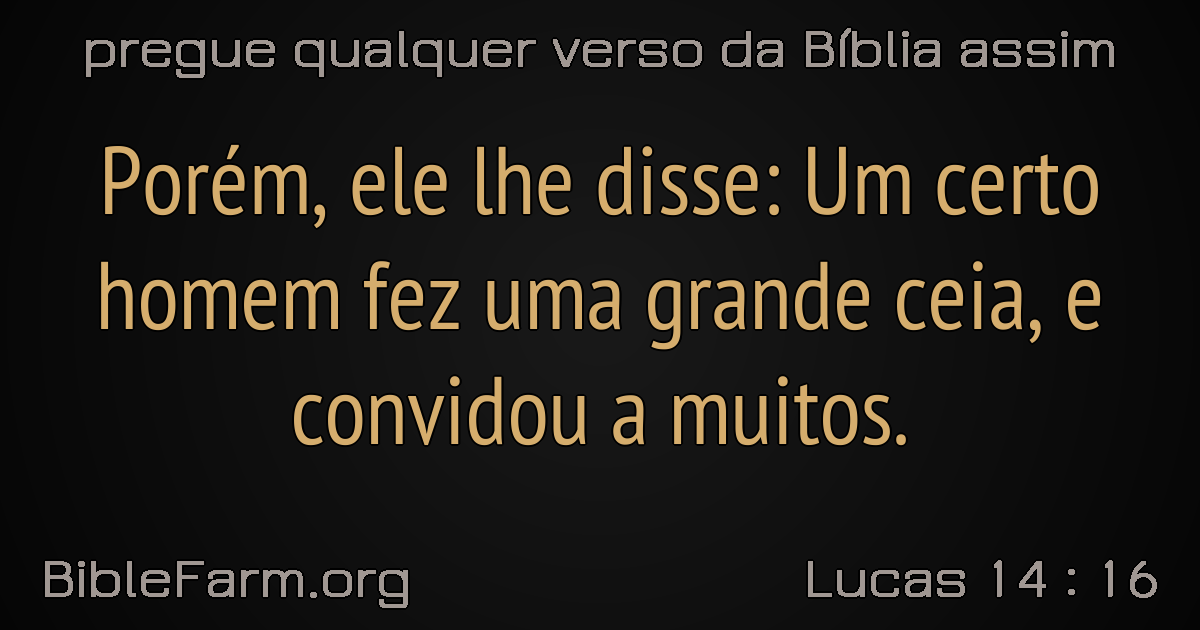 pregue qualquer verso da Bíblia assim
Porém, ele lhe disse: Um certo
homem fez uma grande ceia, e
convidou a muitos.
BibleFarm.org
Lucas 14 : 16